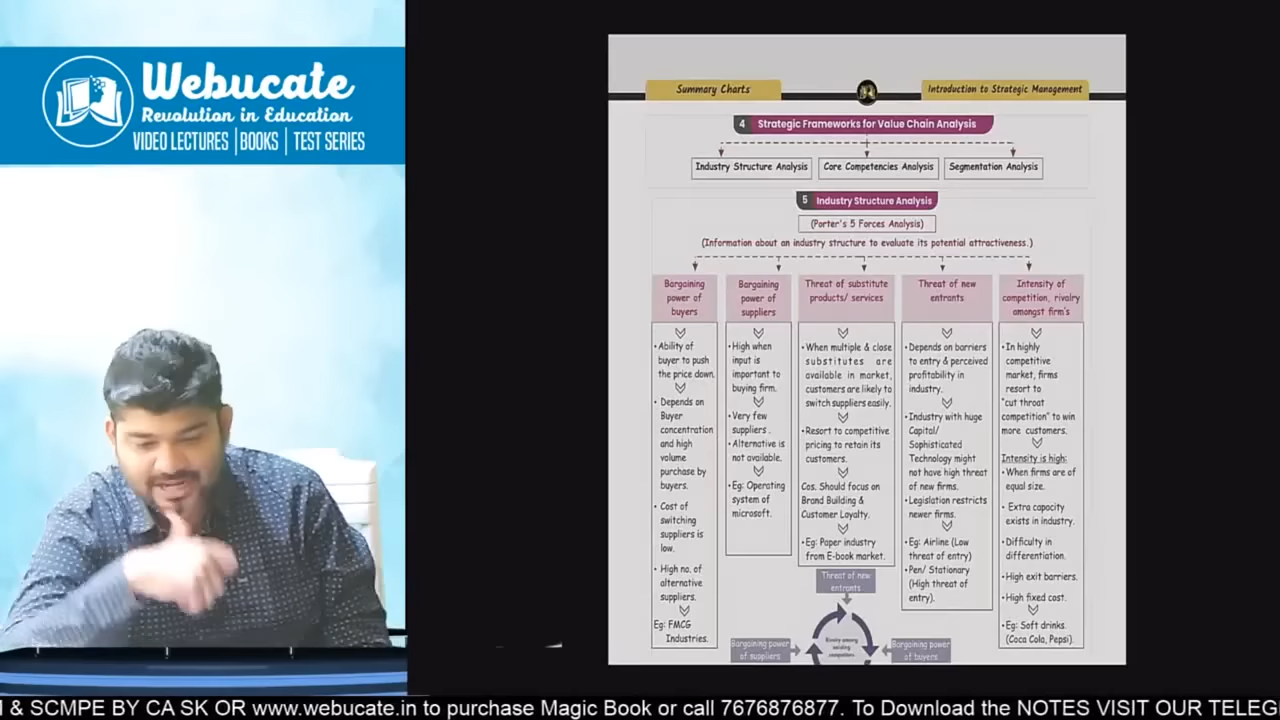 Webucate
Revolution in Education
VIDEO LECTURES | BOOKS | TEST SERIES
Summary Charts
Introduction to Strategic Management
4 Strategic Frameworks for Value Chain Analysis
Industry Structure Analysis
Core Competencies Analysis
Segmentation Analysis
5 Industry Structure Analysis
(Porter's 5 Forces Analysis)
(Information about an industry structure to evaluate its potential attractiveness.)
Bargaining
power of
buyers
• Ability of
buyer to push
the price down.
• Depends on
Buyer
concentration
and high
volume
purchase by
buyers.
• Cost of
switching
suppliers is
low.
• High no. of
alternative
suppliers.
Eg: FMCG
Industries.
Bargaining
power of
suppliers
• High when
input is
important to
buying firm.
• Very few
suppliers.
• Alternative is
not available.
• Eg: Operating
system of
microsoft.
Threat of substitute
products/ services
• When multiple & close
substitutes are
available in market,
customers are likely to
switch suppliers easily.
• Resort to competitive
pricing to retain its
customers.
Cos. Should focus on
Brand Building &
Customer Loyalty.
• Eg: Paper industry
from E-book market.
Threat of new
entrants
• Depends on barriers
to entry & perceived
profitability in
industry.
• Industry with huge
Capital/
Sophisticated
Technology might
not have high threat
of new firms.
• Legislation restricts
newer firms.
• Eg: Airline (Low
threat of entry)
• Pen/ Stationary
(High threat of
entry).
Intensity of
competition, rivalry
amongst firm's
• In highly
competitive
market, firms
resort to
"cut throat
competition" to win
more customers.
Intensity is high:
• When firms are of
equal size.
• Extra capacity
exists in industry.
• Difficulty in
differentiation.
• High exit barriers.
• High fixed cost.
• Eg: Soft drinks.
(Coca Cola, Pepsi).
Threat of new
entrants
Bargaining power
of suppliers
Rivalry among
existing
competitors
Bargaining power
of buyers
& SCMPE BY CA SK OR www.webucate.in to purchase Magic Book or call 7676876877. To Download the NOTES VISIT OUR TELEG